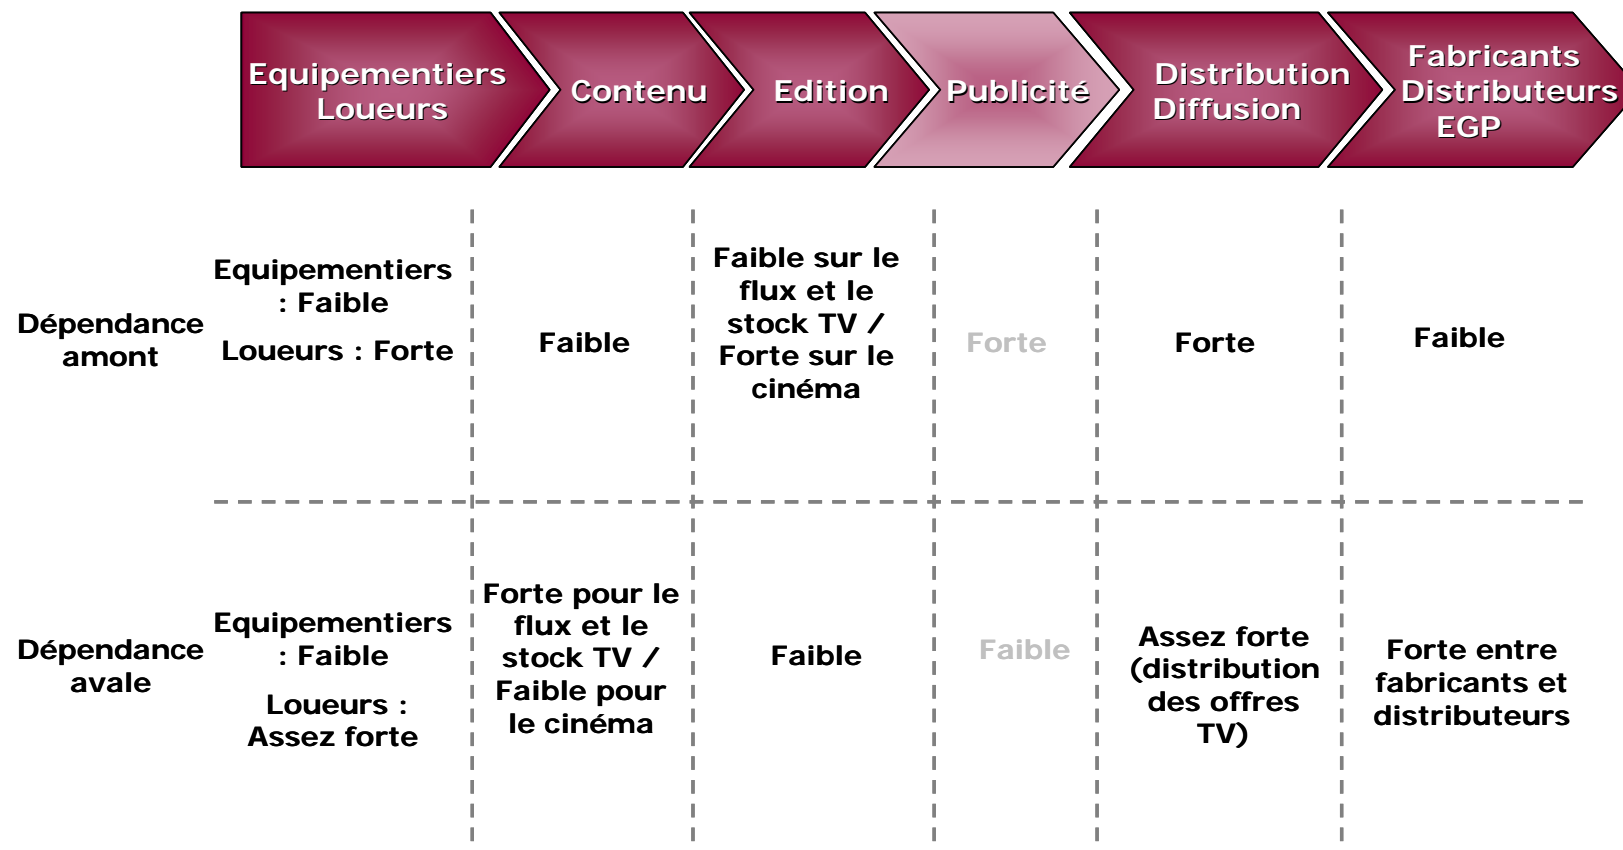 Equipementiers
Loueurs
Contenu
Edition
Publicité
Distribution
Diffusion
Fabricants
Distributeurs
EGP
Dépendance
amont
Equipementiers
: Faible
Loueurs : Forte
Faible
Faible sur le
flux et le
stock TV /
Forte sur le
cinéma
Forte
Forte
Faible
Dépendance
avale
Equipementiers
: Faible
Loueurs :
Assez forte
Forte pour le
flux et le
stock TV /
Faible pour
le cinéma
Faible
Faible
Assez forte
(distribution
des offres
TV)
Forte entre
fabricants et
distributeurs